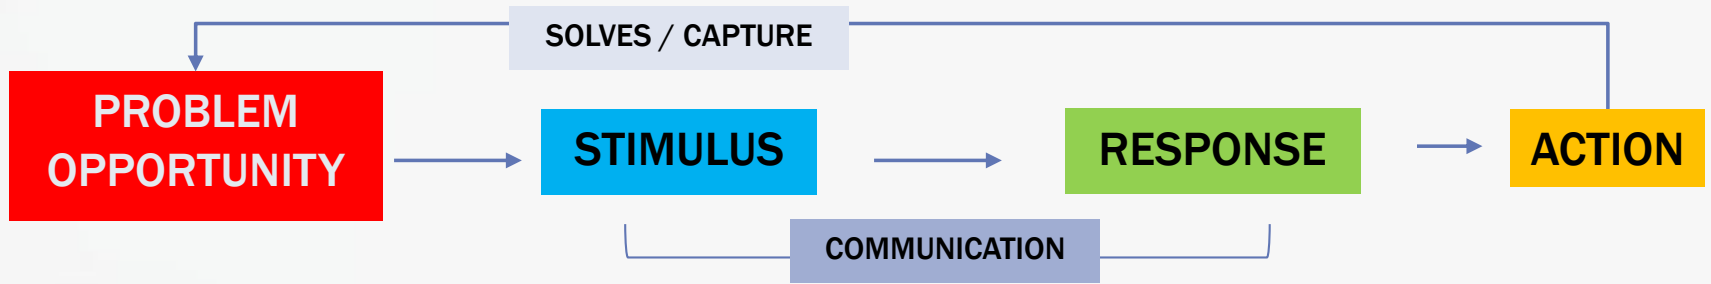 SOLVES / CAPTURE
PROBLEM
OPPORTUNITY
STIMULUS
RESPONSE
ACTION
COMMUNICATION